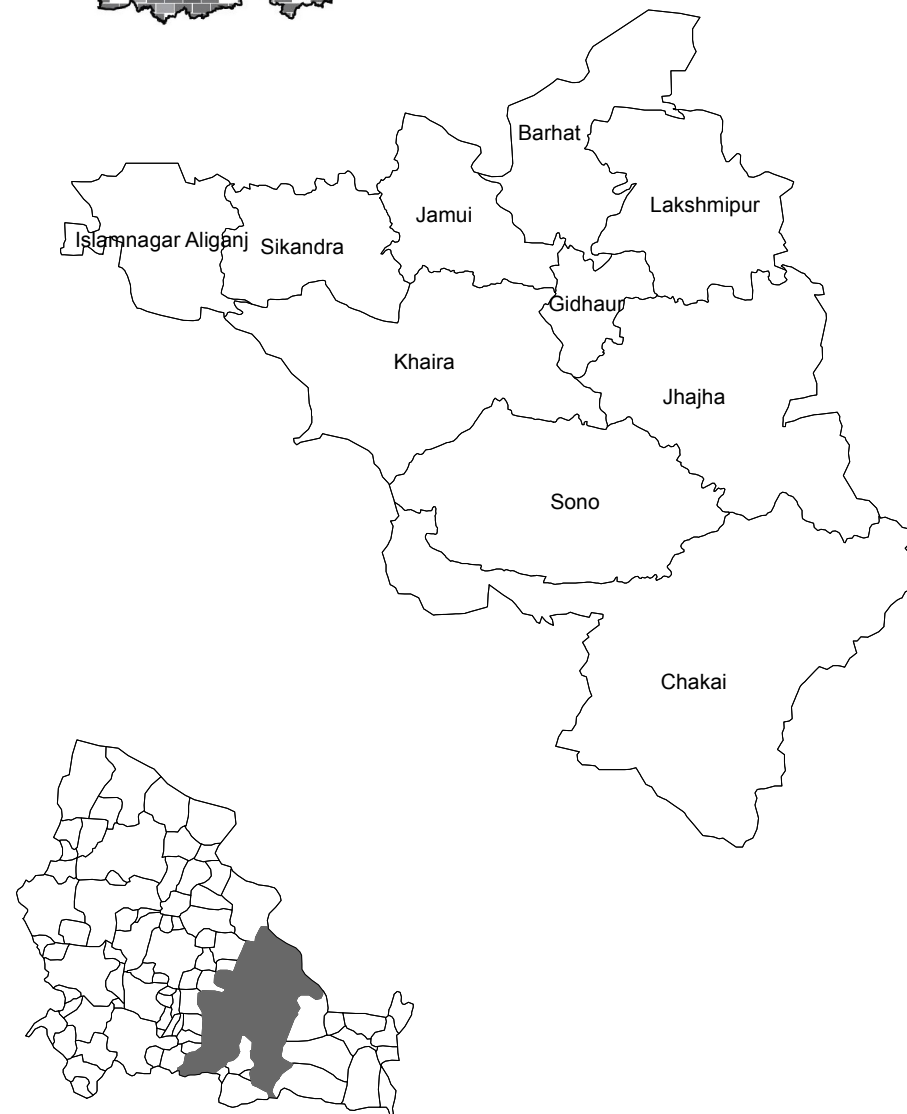 Barhat
Lakshmipur
Jamui
Islamnagar Aliganj
Sikandra
Gidhaur
Khaira
Jhajha
Sono
Chakai